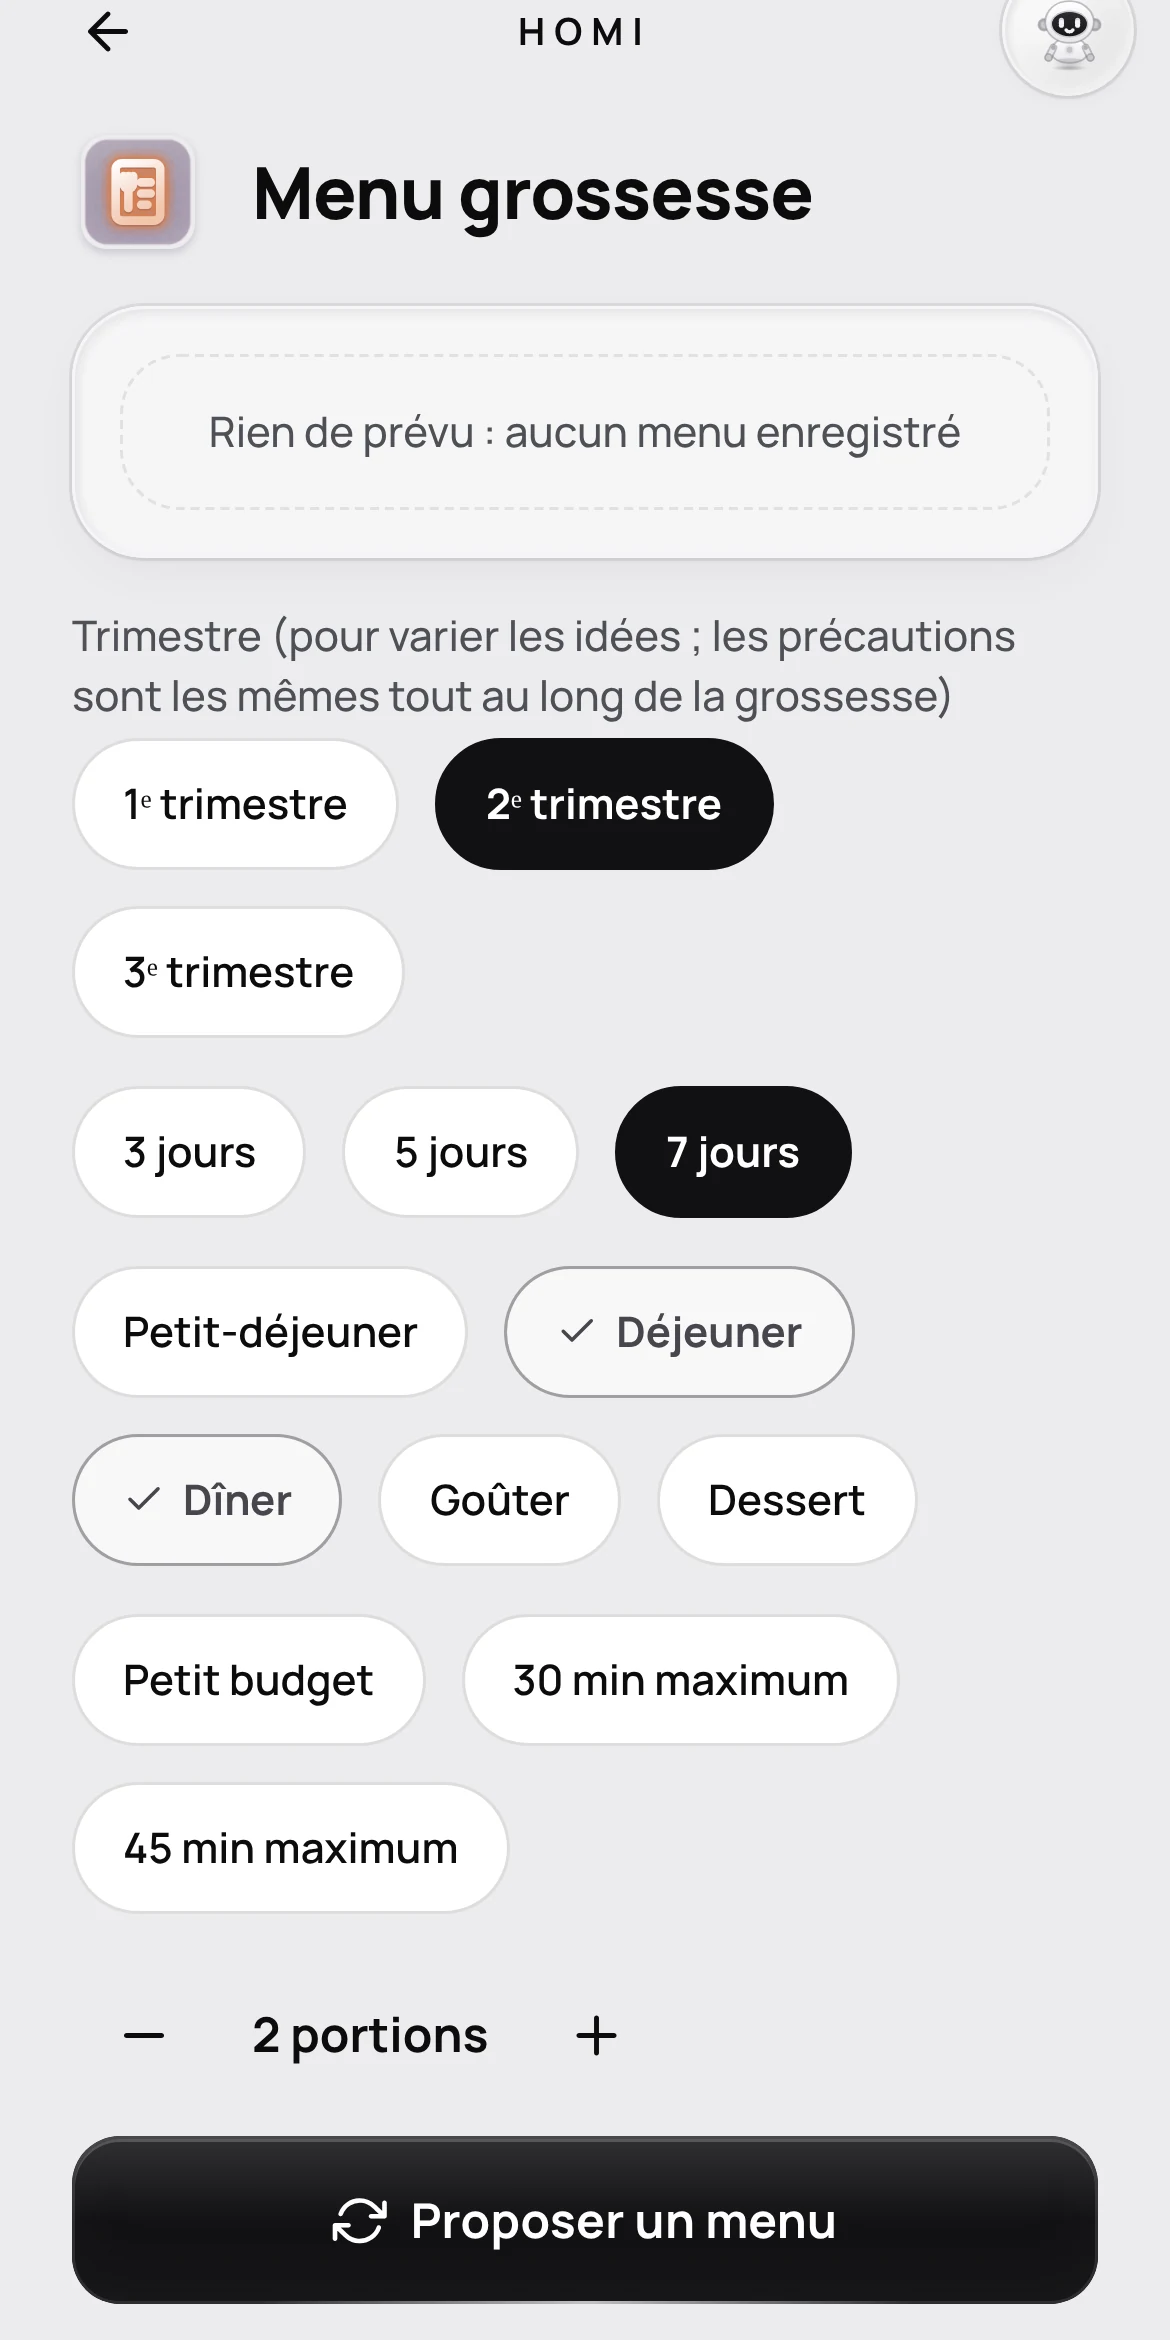 HOMI
Menu grossesse
Rien de prévu : aucun menu enregistré
Trimestre (pour varier les idées ; les précautions
sont les mêmes tout au long de la grossesse)
1ᵉ trimestre
2ᵉ trimestre
3ᵉ trimestre
3 jours
5 jours
7 jours
Petit-déjeuner
Déjeuner
Dîner
Goûter
Dessert
Petit budget
30 min maximum
45 min maximum
2 portions
Proposer un menu